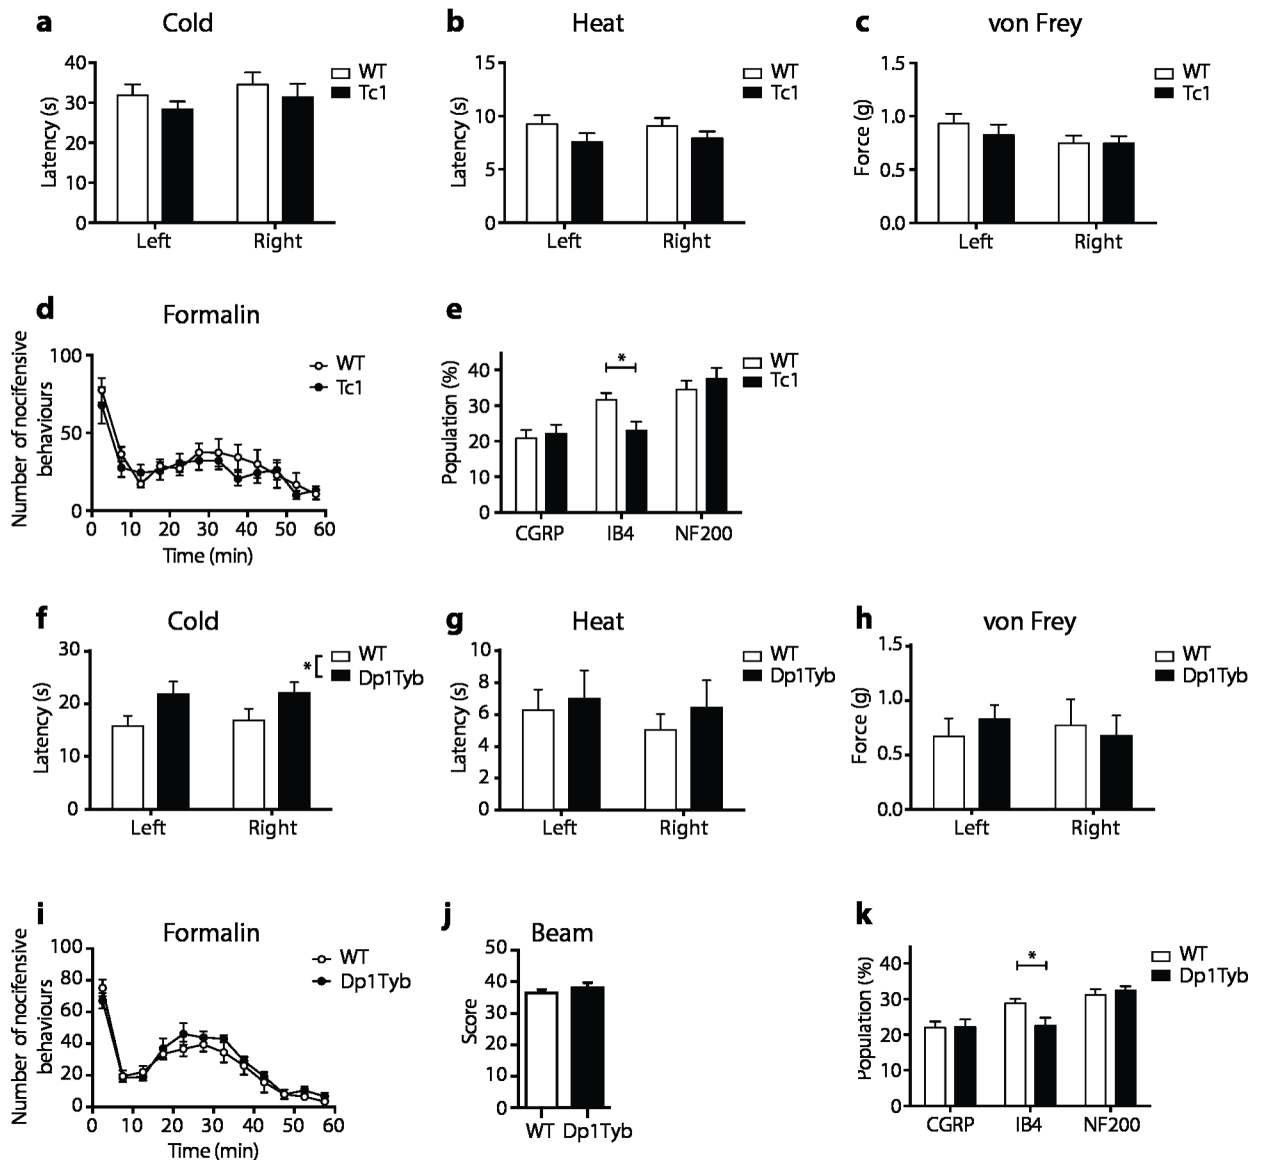 a Cold
40
30
20
10
0
Latency (s)
WT
Tc1
Left Right
b Heat
15
10
5
0
Latency (s)
WT
Tc1
Left Right
c von Frey
1.5
1.0
0.5
0.0
Force (g)
WT
Tc1
Left Right
d Formalin
100
50
0
Number of nocifensive
behaviours
WT
Tc1
0 10 20 30 40 50 60
Time (min)
e
40
30
20
10
0
Population (%)
*
WT
Tc1
CGRP IB4 NF200
f Cold
30
20
10
0
Latency (s)
* WT
Dp1Tyb
Left Right
g Heat
10
8
6
4
2
0
Latency (s)
WT
Dp1Tyb
Left Right
h von Frey
1.5
1.0
0.5
0.0
Force (g)
WT
Dp1Tyb
Left Right
i Formalin
100
80
60
40
20
0
Number of nocifensive
behaviours
WT
Dp1Tyb
0 10 20 30 40 50 60
Time (min)
j Beam
50
40
30
20
10
0
Score
WT Dp1Tyb
k
40
30
20
10
0
Population (%)
*
WT
Dp1Tyb
CGRP IB4 NF200